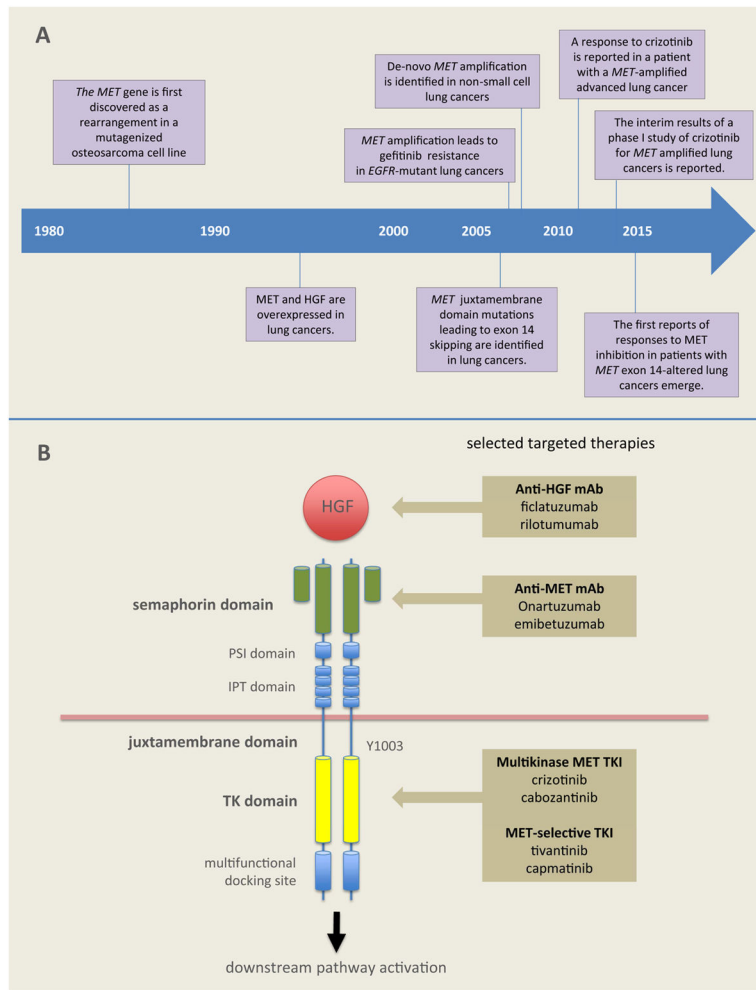 A
The MET gene is first
discovered as a
rearrangement in a
mutagenized
osteosarcoma cell line
De-novo MET amplification
is identified in non-small cell
lung cancers
MET amplification leads to
gefitinib resistance
in EGFR-mutant lung cancers
A response to crizotinib
is reported in a patient
with a MET-amplified
advanced lung cancer
The interim results of a
phase I study of crizotinib
for MET amplified lung
cancers is reported.
1980
1990
2000
2005
2010
2015
MET and HGF are
overexpressed in
lung cancers.
MET juxtamembrane
domain mutations
leading to exon 14
skipping are identified
in lung cancers.
The first reports of
responses to MET
inhibition in patients with
MET exon 14-altered lung
cancers emerge.
B
selected targeted therapies
HGF
Anti-HGF mAb
ficlatuzumab
rilotumumab
semaphorin domain
Anti-MET mAb
Onartuzumab
emibetuzumab
PSI domain
IPT domain
juxtamembrane domain
Y1003
TK domain
Multikinase MET TKI
crizotinib
cabozantinib
MET-selective TKI
tivantinib
capmatinib
multifunctional
docking site
downstream pathway activation